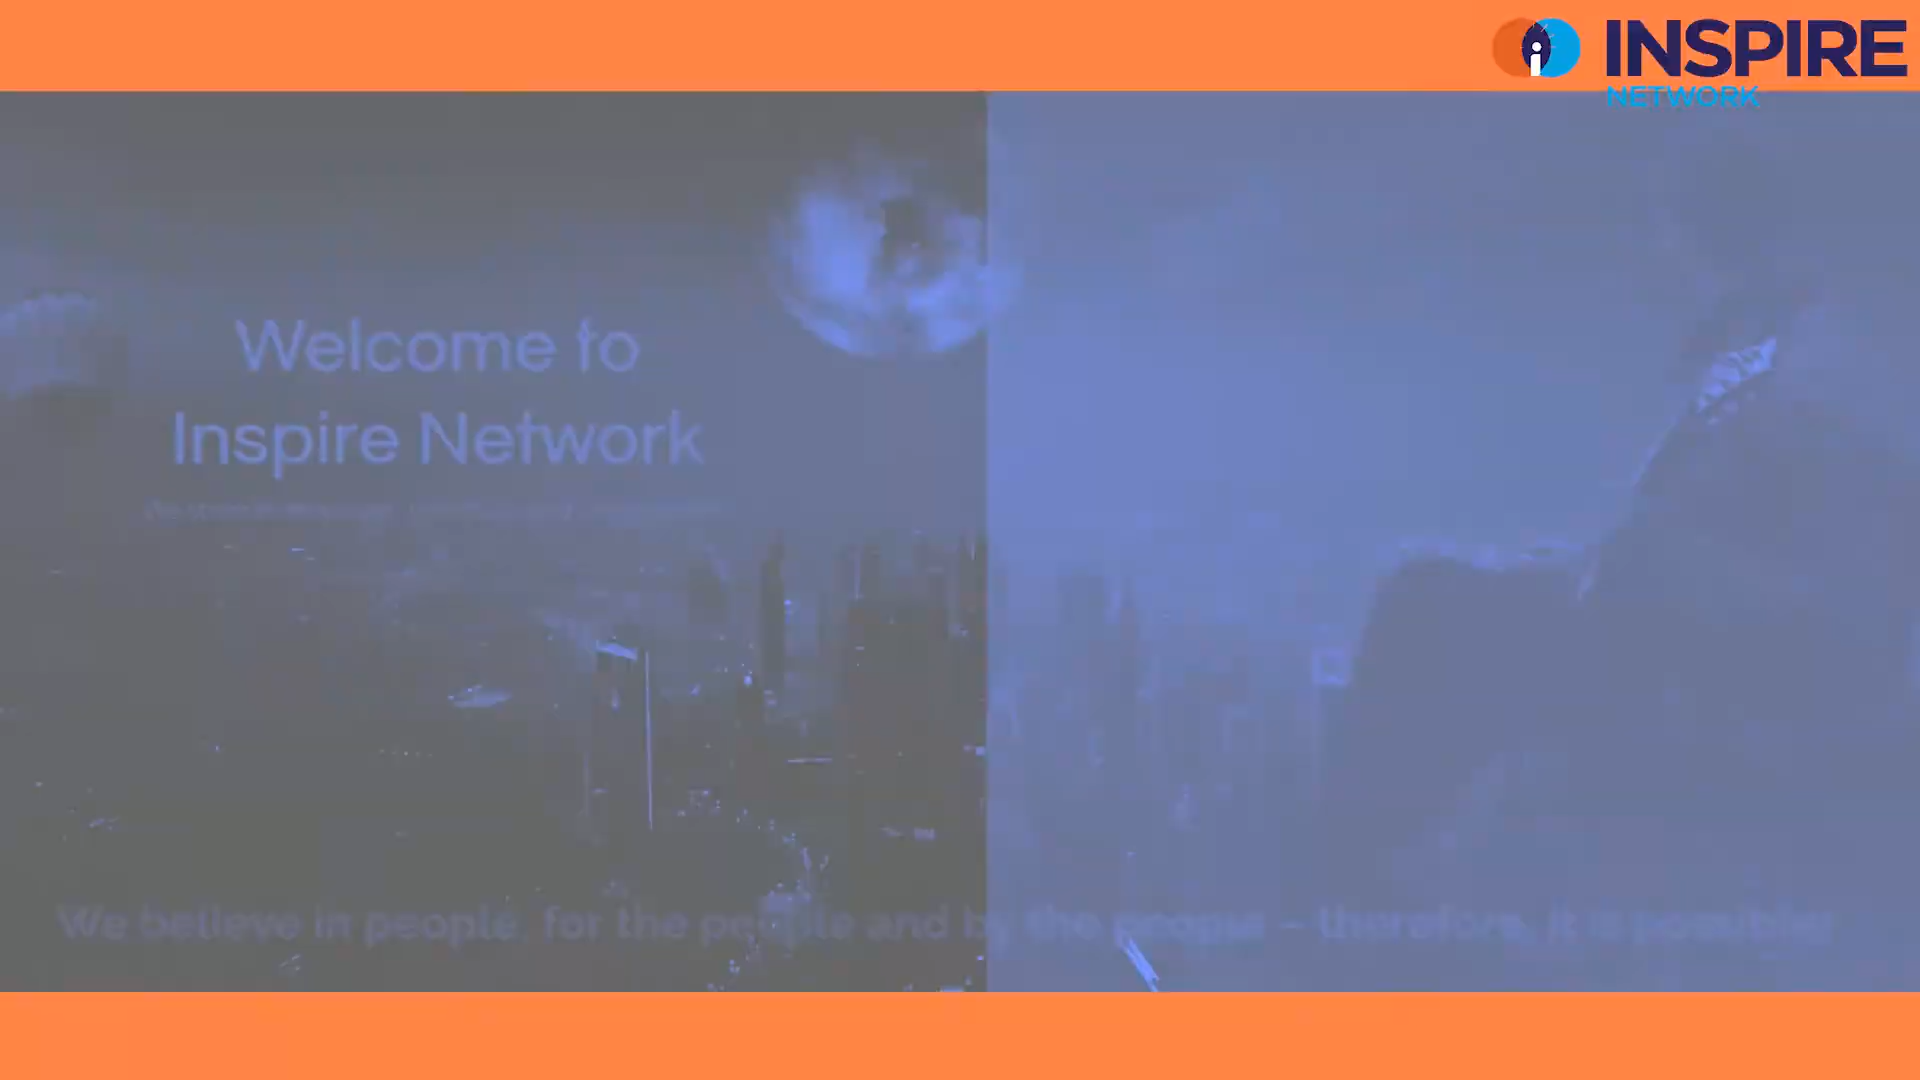 INSPIRE
NETWORK
Welcome to
Inspire Network
We believe in people, for the people and by the people – therefore, it is possible!